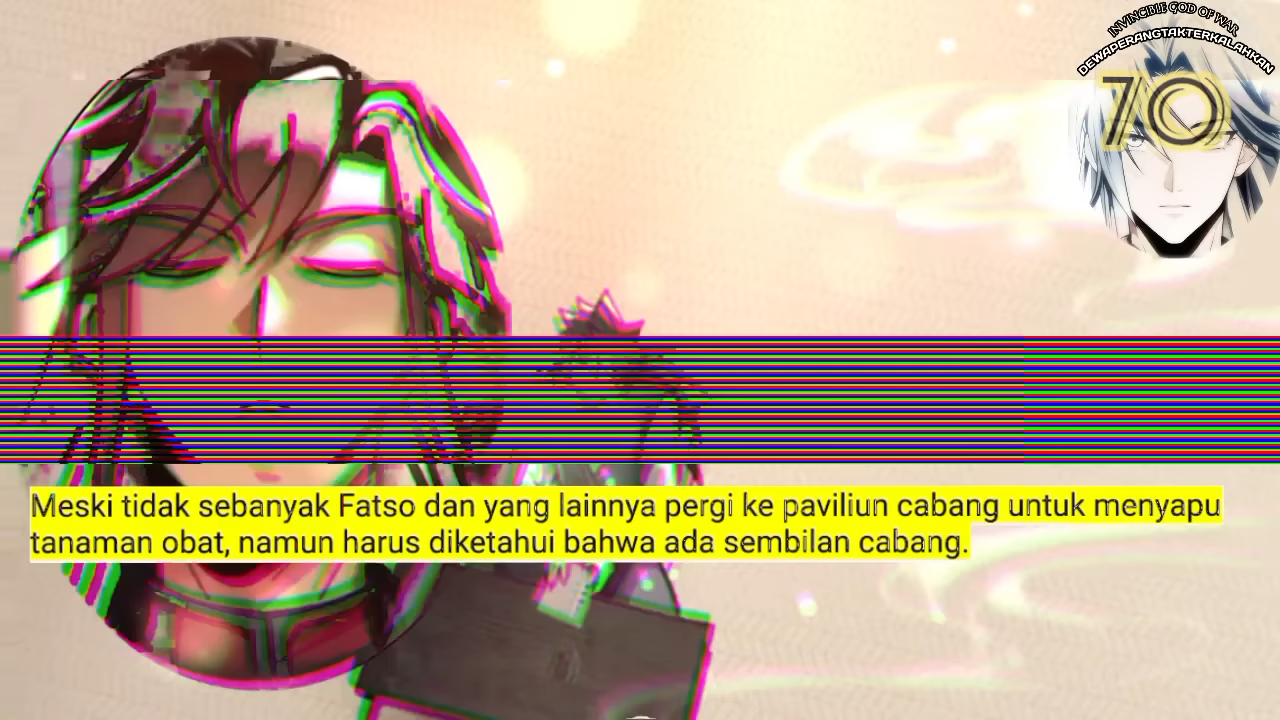 INVINCIBLE GOD OF WAR
DEWAPERANGTAKTERKALAHKAN
70
Meski tidak sebanyak Fatso dan yang lainnya pergi ke paviliun cabang untuk menyapu
tanaman obat, namun harus diketahui bahwa ada sembilan cabang.